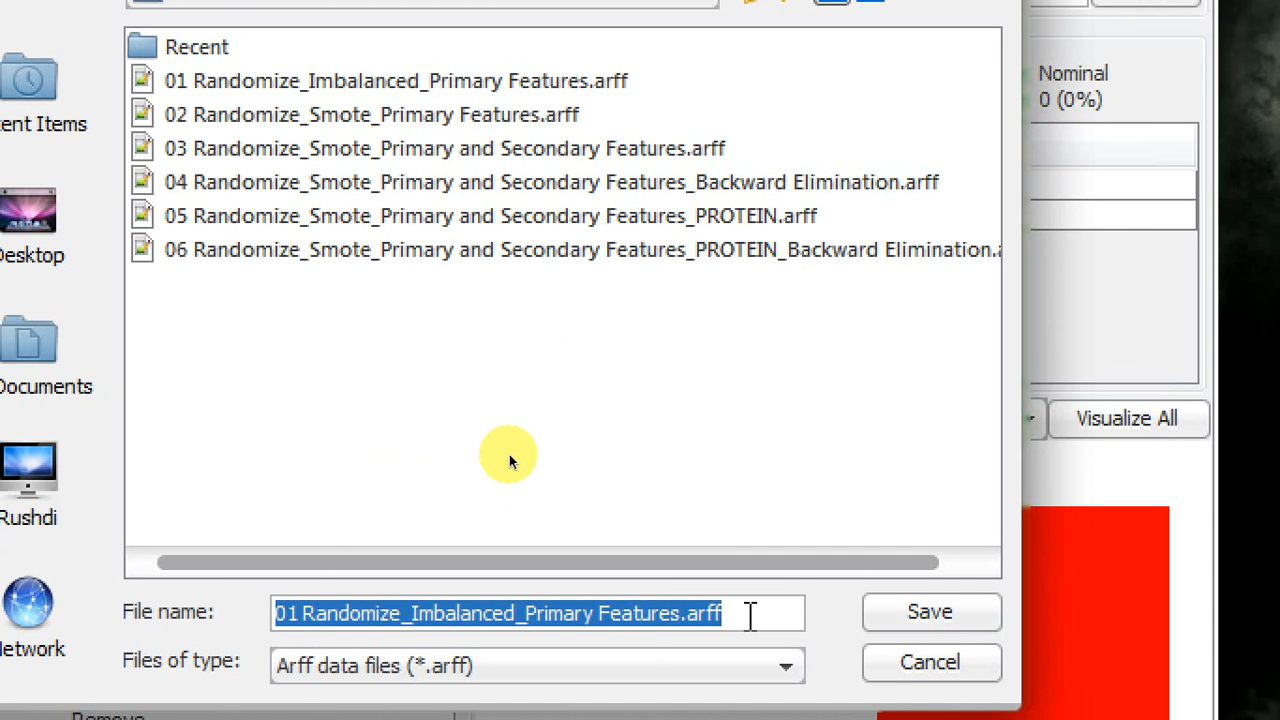 Recent
01 Randomize_Imbalanced_Primary Features.arff
02 Randomize_Smote_Primary Features.arff
03 Randomize_Smote_Primary and Secondary Features.arff
04 Randomize_Smote_Primary and Secondary Features_Backward Elimination.arff
05 Randomize_Smote_Primary and Secondary Features_PROTEIN.arff
06 Randomize_Smote_Primary and Secondary Features_PROTEIN_Backward Elimination.a
ent Items
Desktop
Documents
Rushdi
letwork
Nominal
0 (0%)
Visualize All
File name:
01 Randomize_Imbalanced_Primary Features.arff
Save
Files of type:
Arff data files (*.arff)
Cancel
Remove